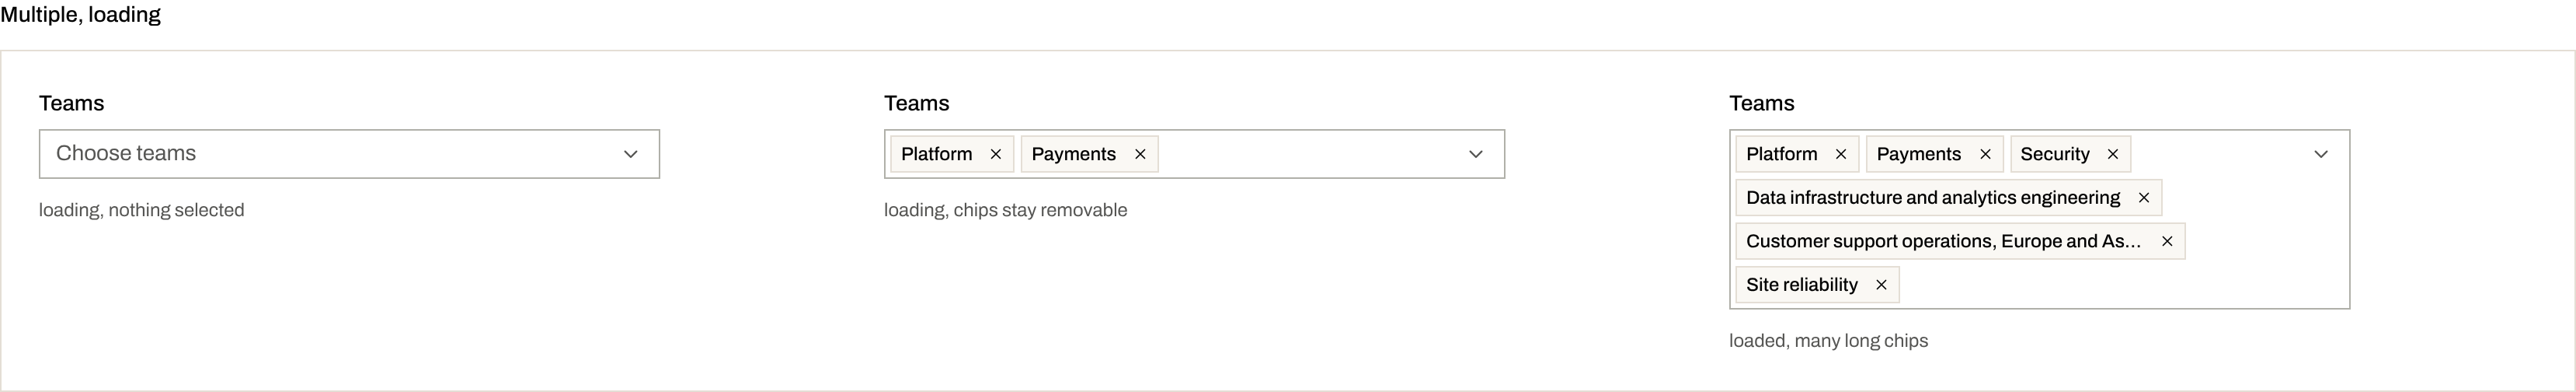 Multiple, loading
Teams
Choose teams
loading, nothing selected
Teams
Platform Payments
loading, chips stay removable
Teams
Platform Payments Security
Data infrastructure and analytics engineering
Customer support operations, Europe and As...
Site reliability
loaded, many long chips